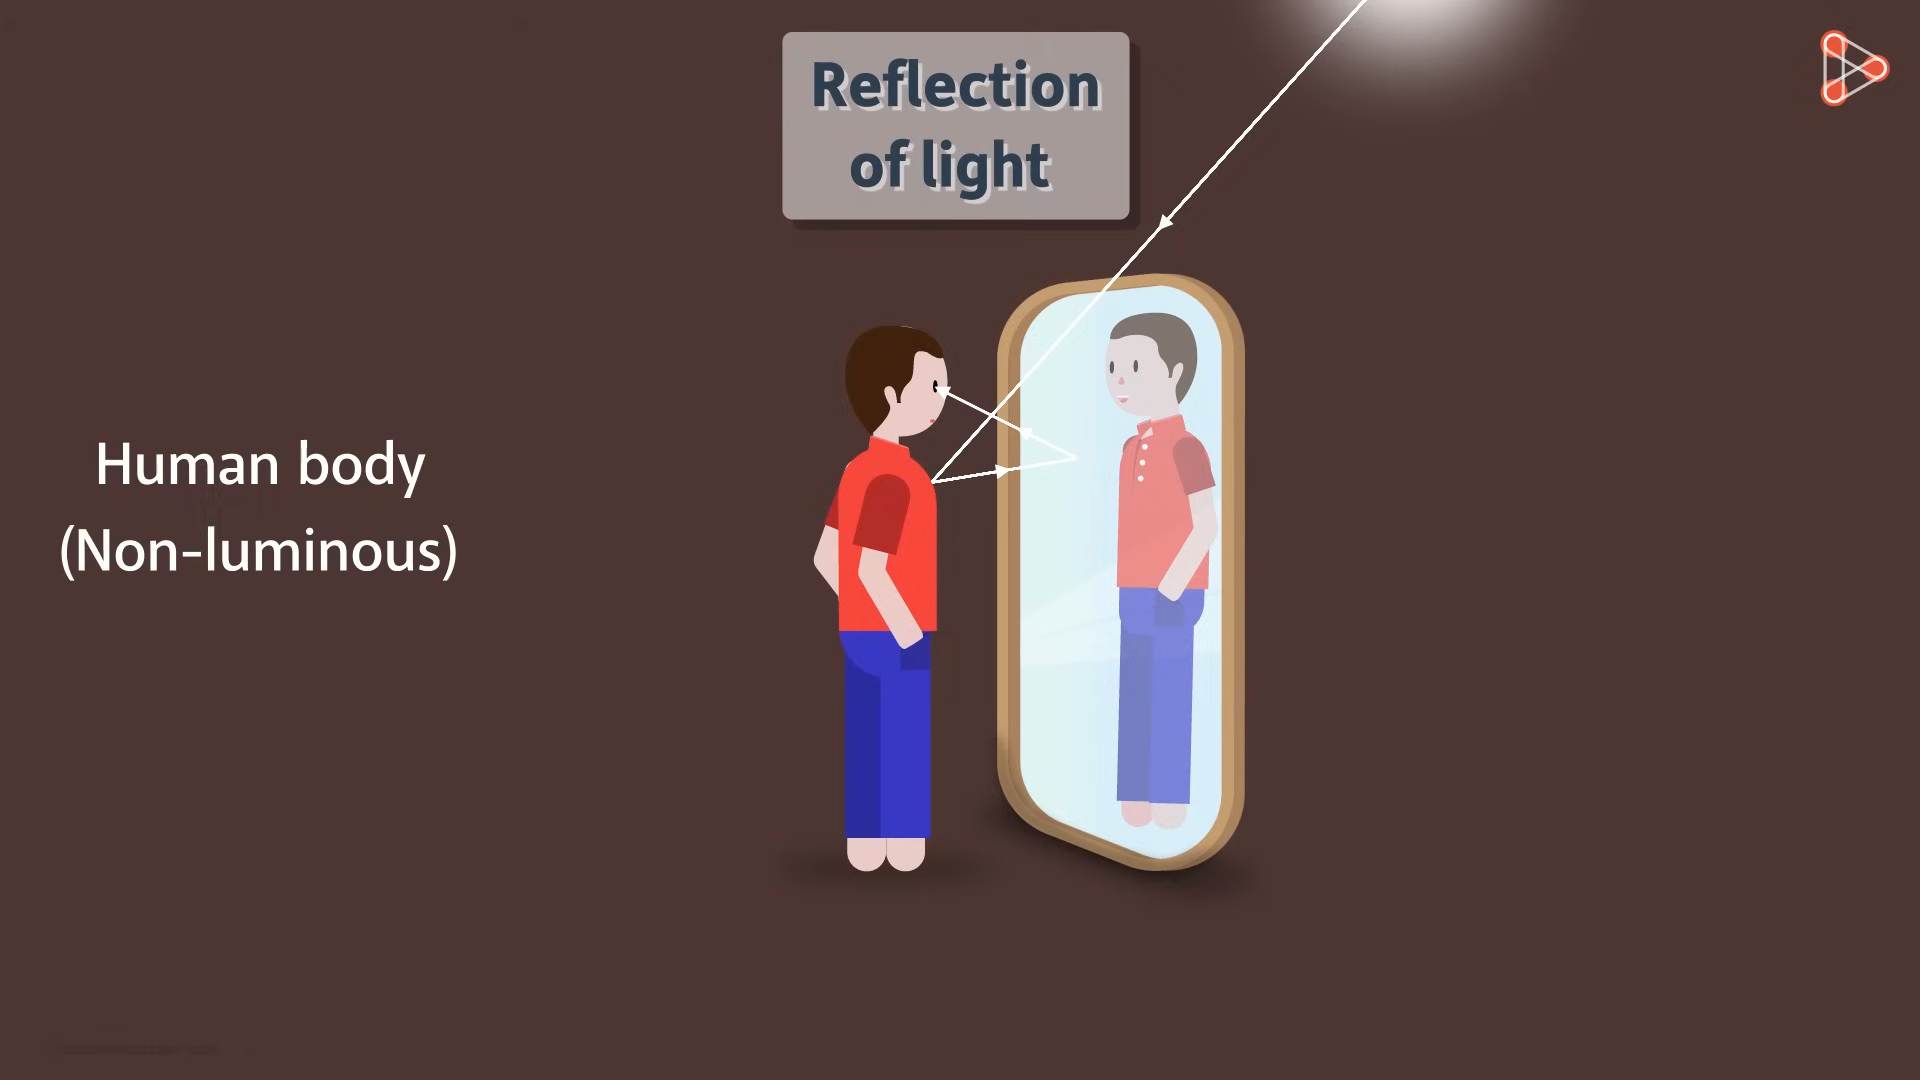 Reflection
of light
Human body
(Non-luminous)